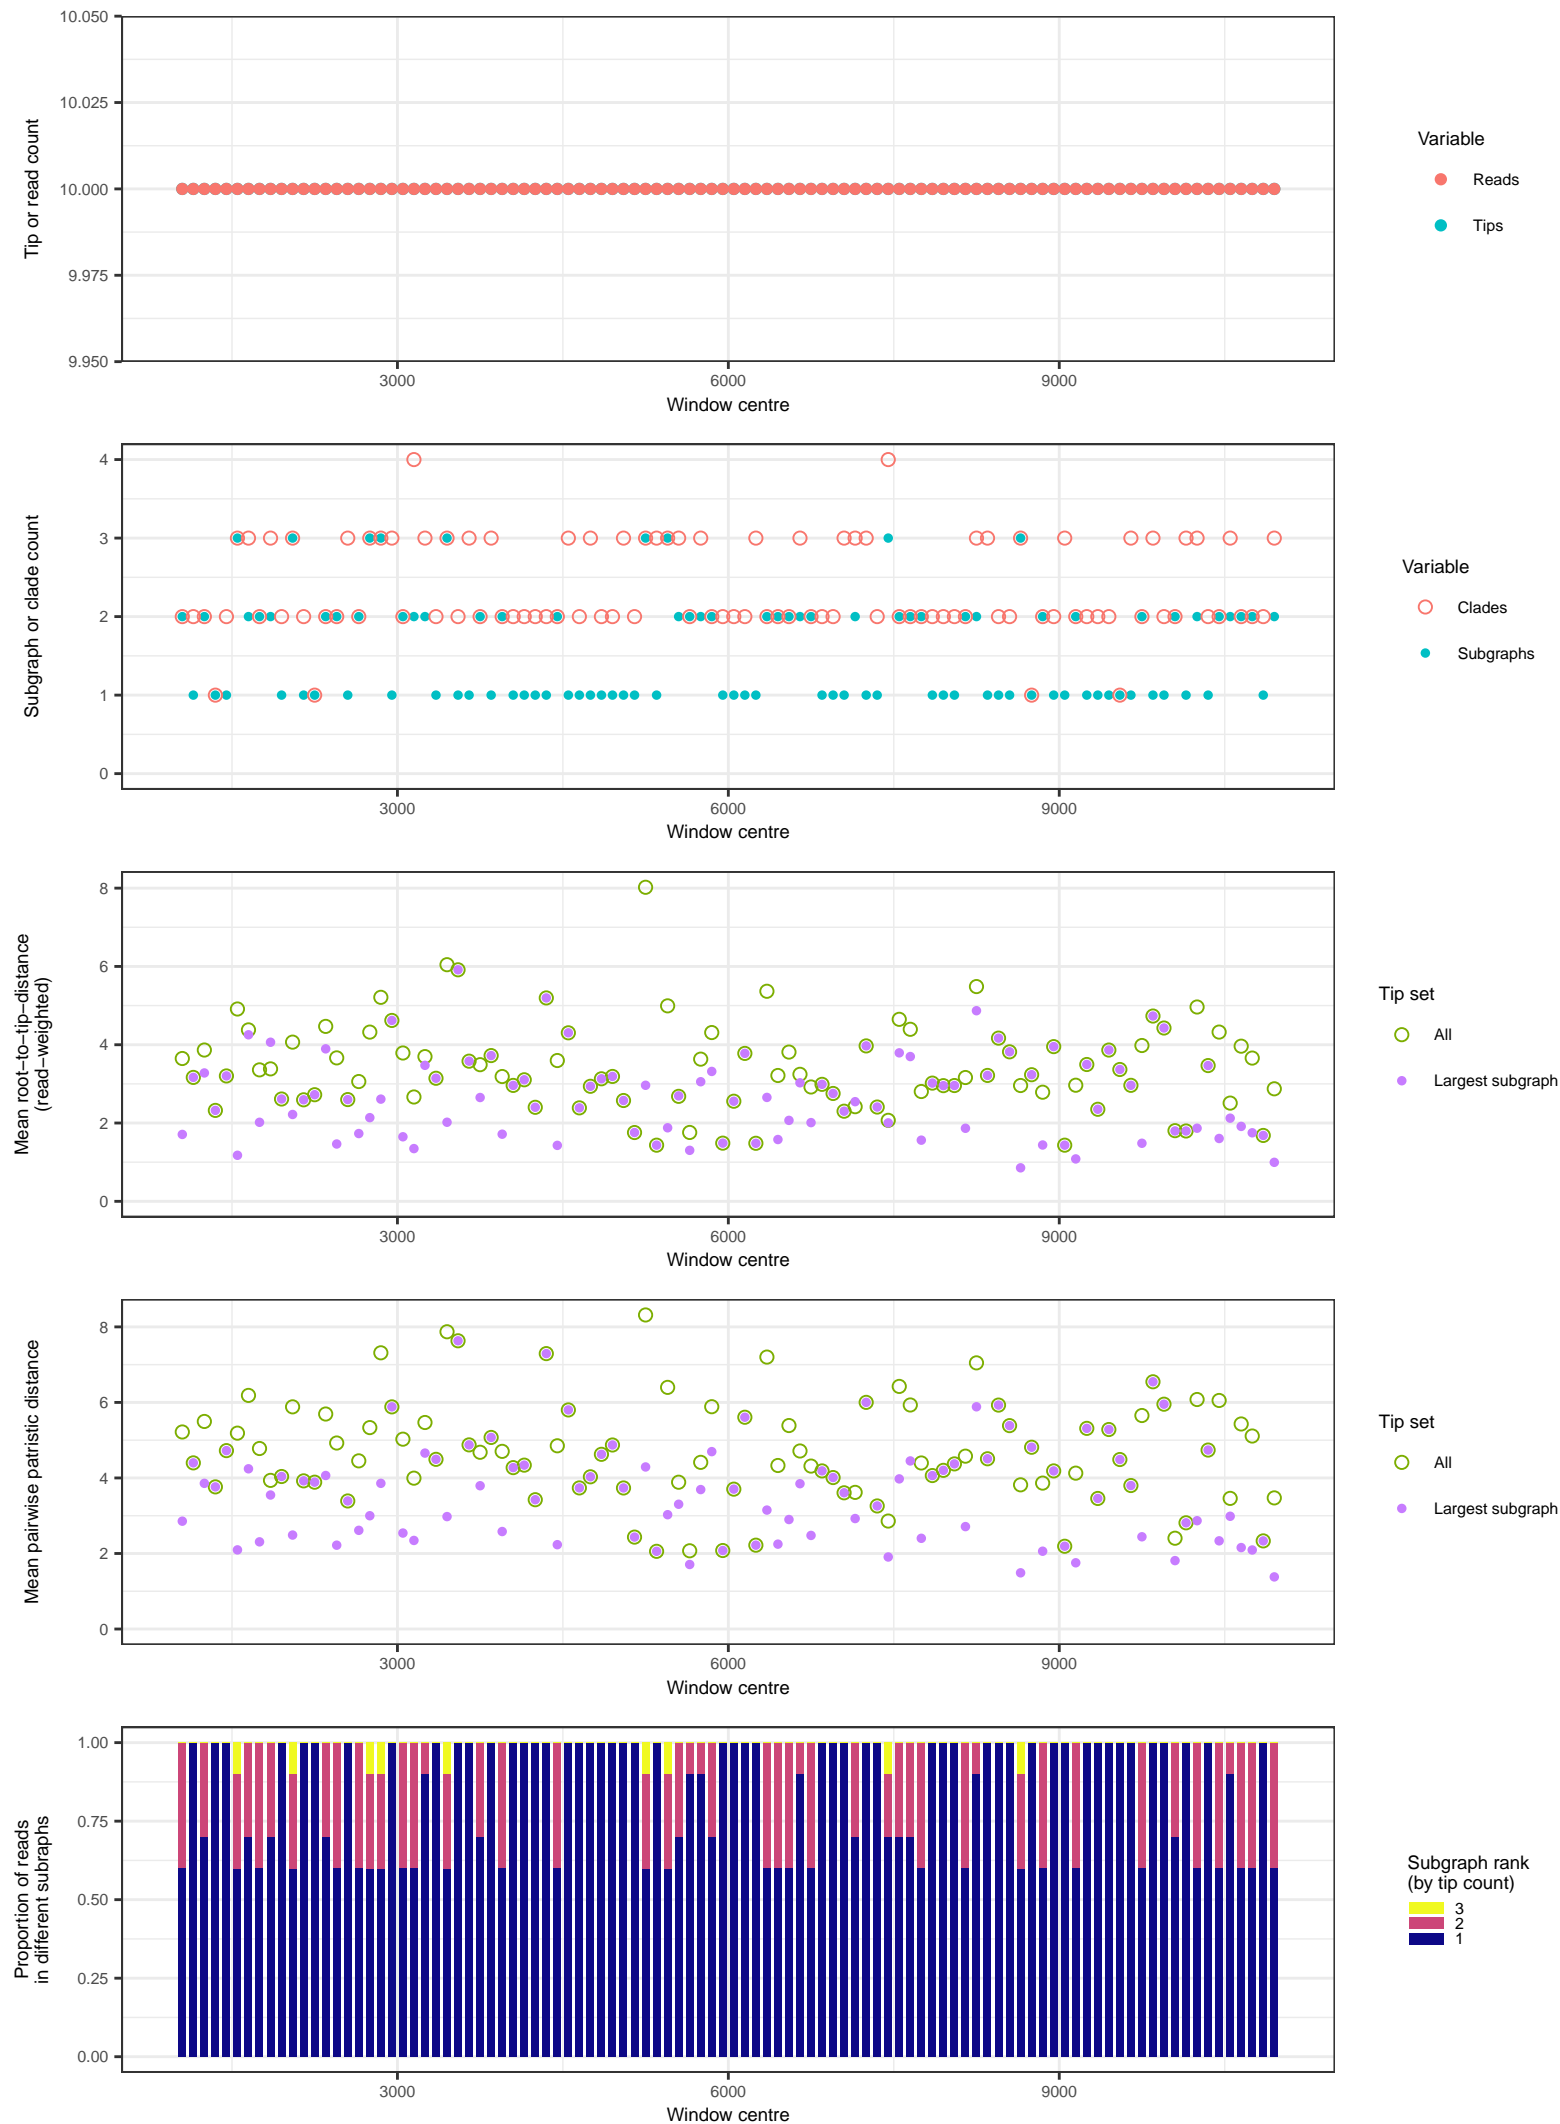 10.050
10.025
10.000
9.975
9.950
Tip or read count
3000 6000 9000
Window centre
Variable
Reads
Tips
4
3
2
1
0
Subgraph or clade count
3000 6000 9000
Window centre
Variable
Clades
Subgraphs
8
6
4
2
0
Mean root−to−tip−distance
(read−weighted)
3000 6000 9000
Window centre
Tip set
All
Largest subgraph
8
6
4
2
0
Mean pairwise patristic distance
3000 6000 9000
Window centre
Tip set
All
Largest subgraph
1.00
0.75
0.50
0.25
0.00
Proportion of reads
in different subraphs
3000 6000 9000
Window centre
Subgraph rank
(by tip count)
3
2
1